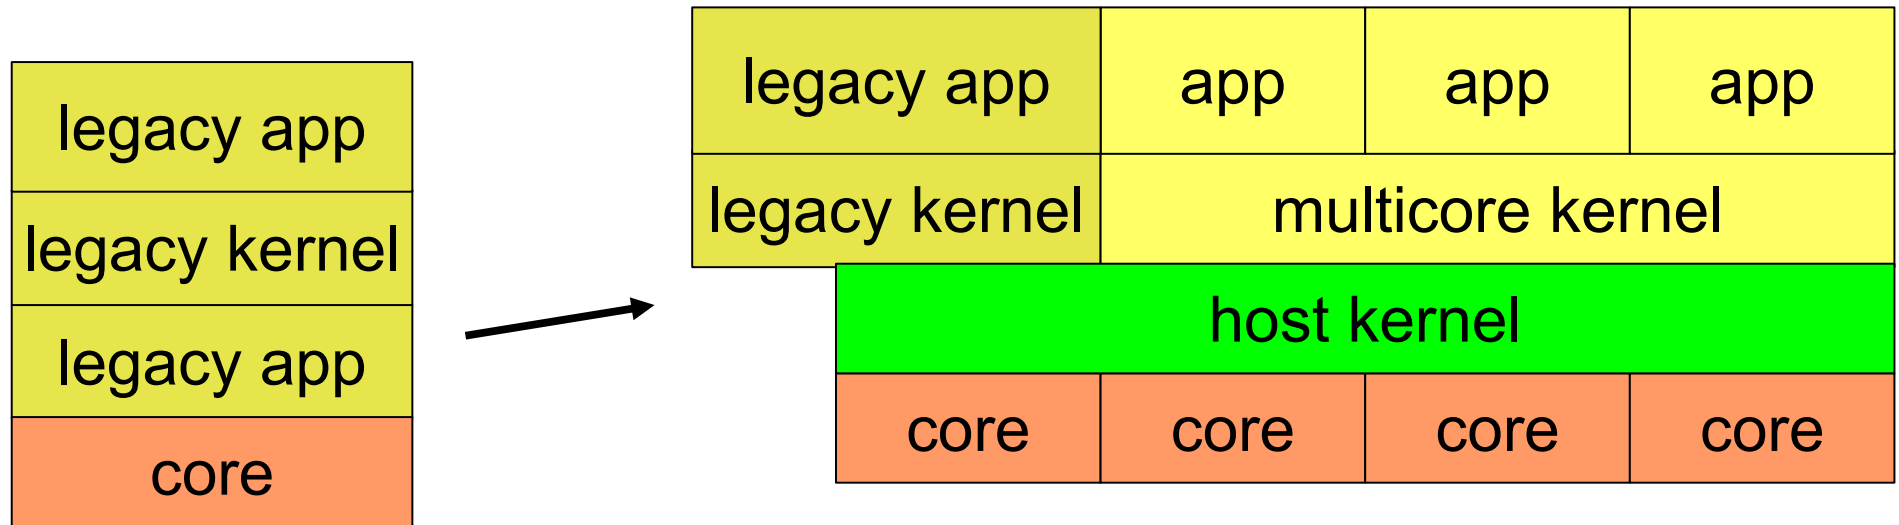 legacy app
legacy kernel
legacy app
core
legacy app app app app
legacy kernel multicore kernel
host kernel
core core core core